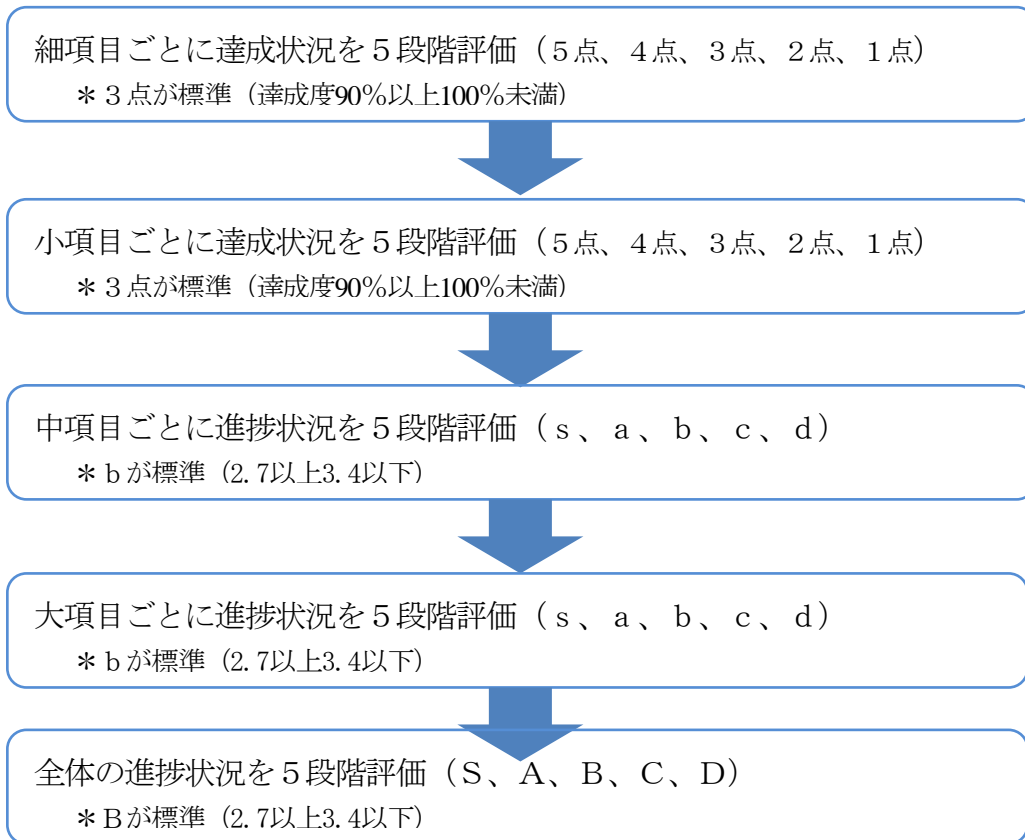 細項目ごとに達成状況を５段階評価（５点、４点、３点、２点、１点）
＊３点が標準（達成度90％以上100％未満）
小項目ごとに達成状況を５段階評価（５点、４点、３点、２点、１点）
＊３点が標準（達成度90％以上100％未満）
中項目ごとに進捗状況を５段階評価（ｓ、ａ、ｂ、ｃ、ｄ）
＊ｂが標準（2.7以上3.4以下）
大項目ごとに進捗状況を５段階評価（ｓ、ａ、ｂ、ｃ、ｄ）
＊ｂが標準（2.7以上3.4以下）
全体の進捗状況を５段階評価（Ｓ、Ａ、Ｂ、Ｃ、Ｄ）
＊Ｂが標準（2.7以上3.4以下）